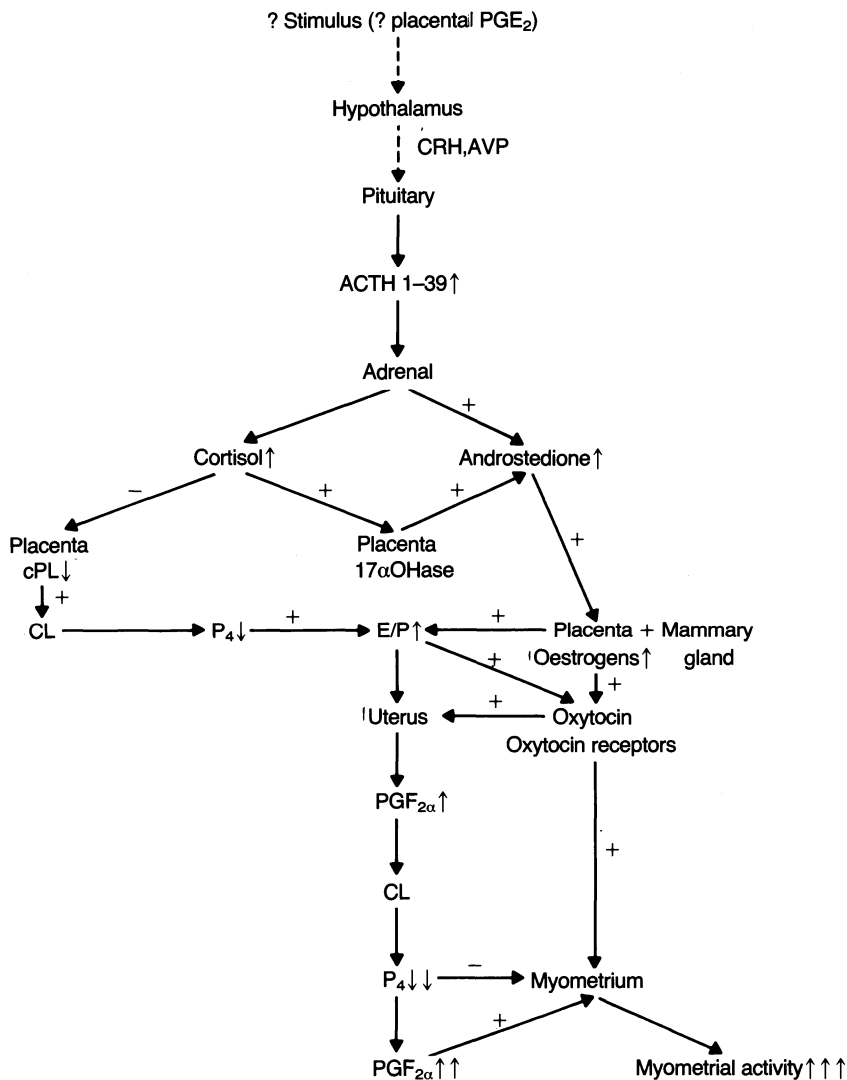 ? Stimulus (? placental PGE₂)
Hypothalamus
CRH,AVP
Pituitary
ACTH 1–39↑
Adrenal
+
Cortisol↑
Androstedione↑
– + +
Placenta
cPL↓
Placenta
17αOHase
+
+
CL
P₄↓
+
E/P↑
+
Placenta + Mammary
Oestrogens↑ gland
+
+
Uterus
+
Oxytocin
Oxytocin receptors
PGF₂α↑
+
CL
P₄↓↓
–
Myometrium
+
PGF₂α↑↑
Myometrial activity↑↑↑